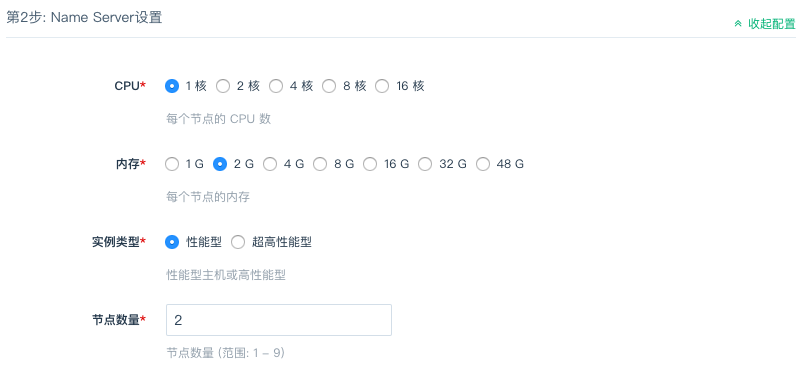 第2步: Name Server设置
收起配置
CPU* 1 核 2 核 4 核 8 核 16 核
每个节点的 CPU 数
内存* 1 G 2 G 4 G 8 G 16 G 32 G 48 G
每个节点的内存
实例类型* 性能型 超高性能型
性能型主机或高性能型
节点数量* 2
节点数量 (范围: 1 - 9)